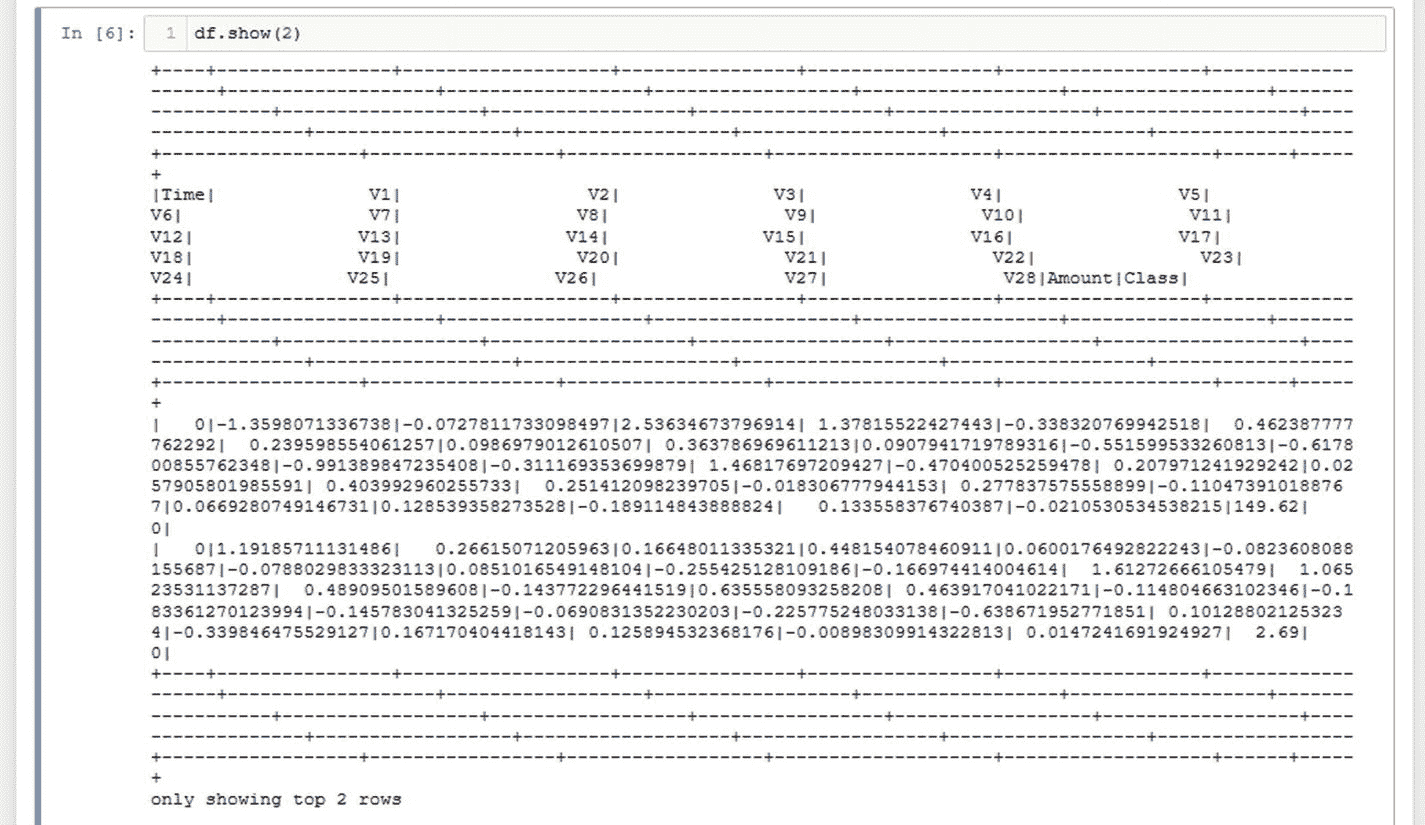 In [6]: 1 df.show(2)
+----+----------------+-------------------+----------------+-----------------+------------------+-------------
------+-------------------+------------------+------------------+------------------+------------------+-------
-----------+------------------+------------------+-----------------+------------------+------------------+----
--------------+------------------+-------------------+------------------+------------------+------------------
+------------------+-----------------+------------------+--------------------+-------------------+------+-----
+
|Time| V1| V2| V3| V4| V5|
V6| V7| V8| V9| V10| V11|
V12| V13| V14| V15| V16| V17|
V18| V19| V20| V21| V22| V23|
V24| V25| V26| V27| V28|Amount|Class|
+----+----------------+-------------------+----------------+-----------------+------------------+-------------
------+-------------------+------------------+------------------+------------------+------------------+-------
-----------+------------------+------------------+-----------------+------------------+------------------+----
--------------+------------------+-------------------+------------------+------------------+------------------
+------------------+-----------------+------------------+--------------------+-------------------+------+-----
+
|   0|-1.3598071336738|-0.0727811733098497|2.53634673796914| 1.37815522427443|-0.338320769942518|  0.462387777
762292|  0.239598554061257|0.0986979012610507| 0.363786969611213|0.0907941719789316|-0.551599533260813|-0.6178
00855762348|-0.991389847235408|-0.311169353699879| 1.46817697209427|-0.470400525259478| 0.207971241929242|0.02
57905801985591| 0.403992960255733|  0.251412098239705|-0.018306777944153| 0.277837575558899|-0.11047391018876
7|0.0669280749146731|0.128539358273528|-0.189114843888824|   0.133558376740387|-0.0210530534538215|149.62|
0|
|   0|1.19185711131486|   0.26615071205963|0.16648011335321|0.448154078460911|0.0600176492822243|-0.0823608088
155687|-0.0788029833323113|0.0851016549148104|-0.255425128109186|-0.166974414004614|  1.61272666105479|  1.065
23531137287|  0.48909501589608|-0.143772296441519|0.635558093258208| 0.463917041022171|-0.114804663102346|-0.1
83361270123994|-0.145783041325259|-0.0690831352230203|-0.225775248033138|-0.638671952771851| 0.10128802125323
4|-0.339846475529127|0.167170404418143| 0.125894532368176|-0.00898309914322813| 0.0147241691924927|  2.69|
0|
+----+----------------+-------------------+----------------+-----------------+------------------+-------------
------+-------------------+------------------+------------------+------------------+------------------+-------
-----------+------------------+------------------+-----------------+------------------+------------------+----
--------------+------------------+-------------------+------------------+------------------+------------------
+------------------+-----------------+------------------+--------------------+-------------------+------+-----
+
only showing top 2 rows